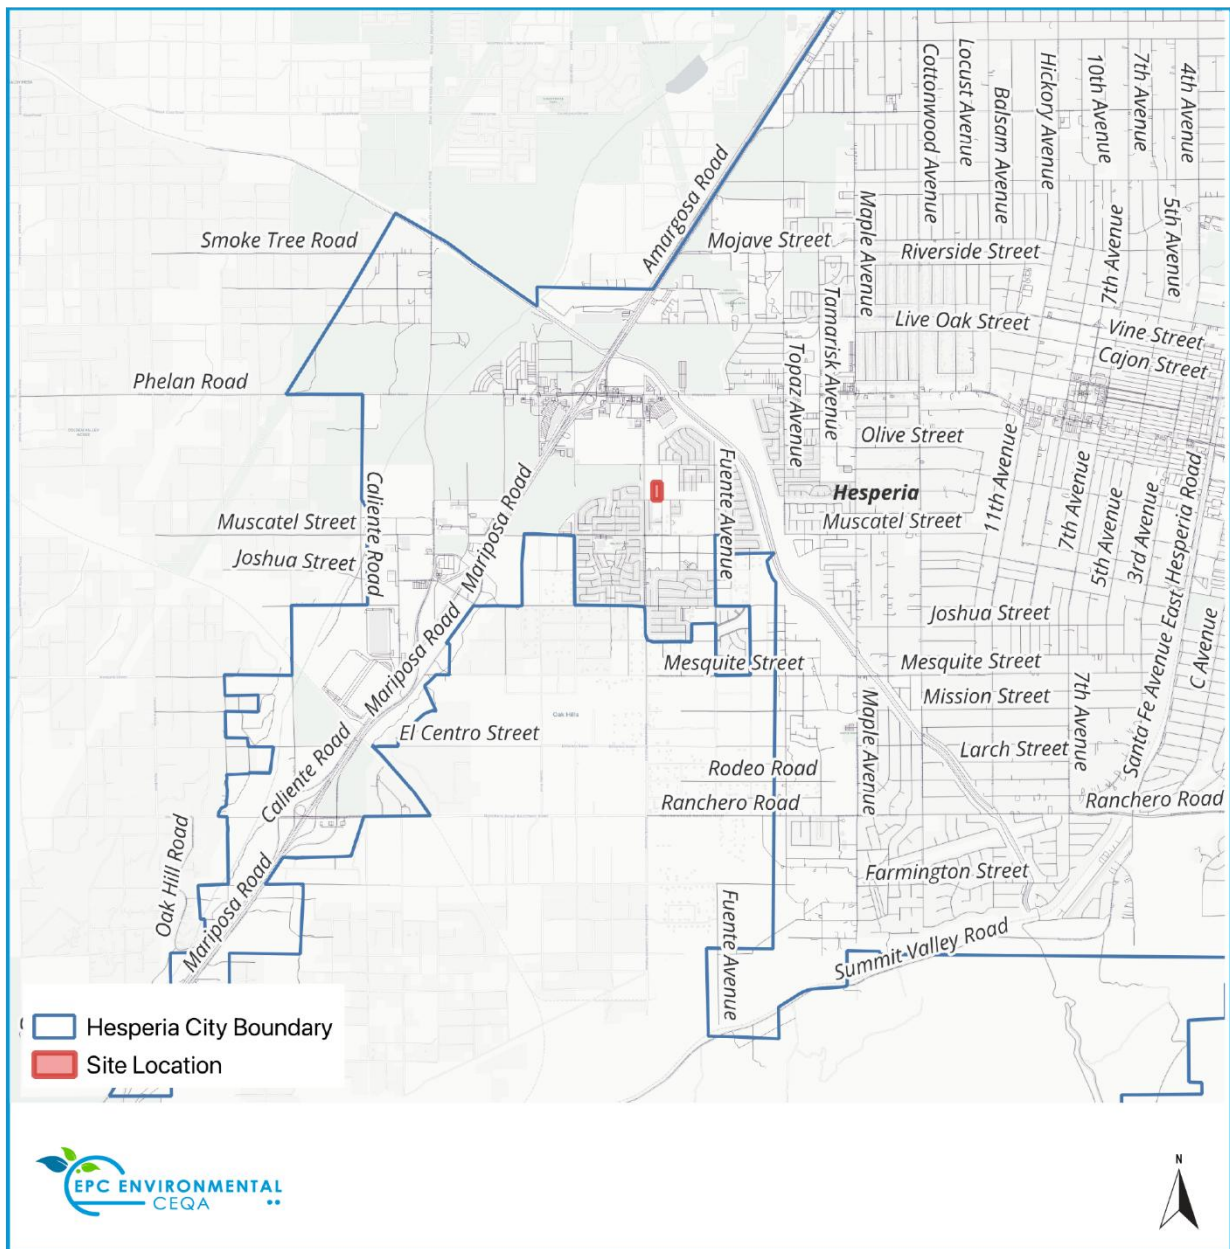 Cottonwood Avenue
Locust Avenue
Balsam Avenue
Hickory Avenue
10th Avenue
7th Avenue
4th Avenue
Smoke Tree Road
Amargosa Road
Mojave Street
Maple Avenue
Riverside Street
7th Avenue
5th Avenue
Tamarisk Avenue
Live Oak Street
Vine Street
Cajon Street
Topaz Avenue
Phelan Road
Olive Street
Caliente Road
Mariposa Road
Fuente Avenue
Hesperia
11th Avenue
7th Avenue
5th Avenue
3rd Avenue
Santa Fe Avenue East
Hesperia Road
Muscatel Street
Muscatel Street
Joshua Street
Joshua Street
C Avenue
Mariposa Road
Mesquite Street
Mesquite Street
Mission Street
7th Avenue
Oak Hills
El Centro Street
Maple Avenue
Larch Street
Caliente Road
Rodeo Road
Ranchero Road
Ranchero Road
Oak Hill Road
Mariposa Road
Farmington Street
Fuente Avenue
Summit Valley Road
Hesperia City Boundary
Site Location
EPC ENVIRONMENTAL
CEQA
N